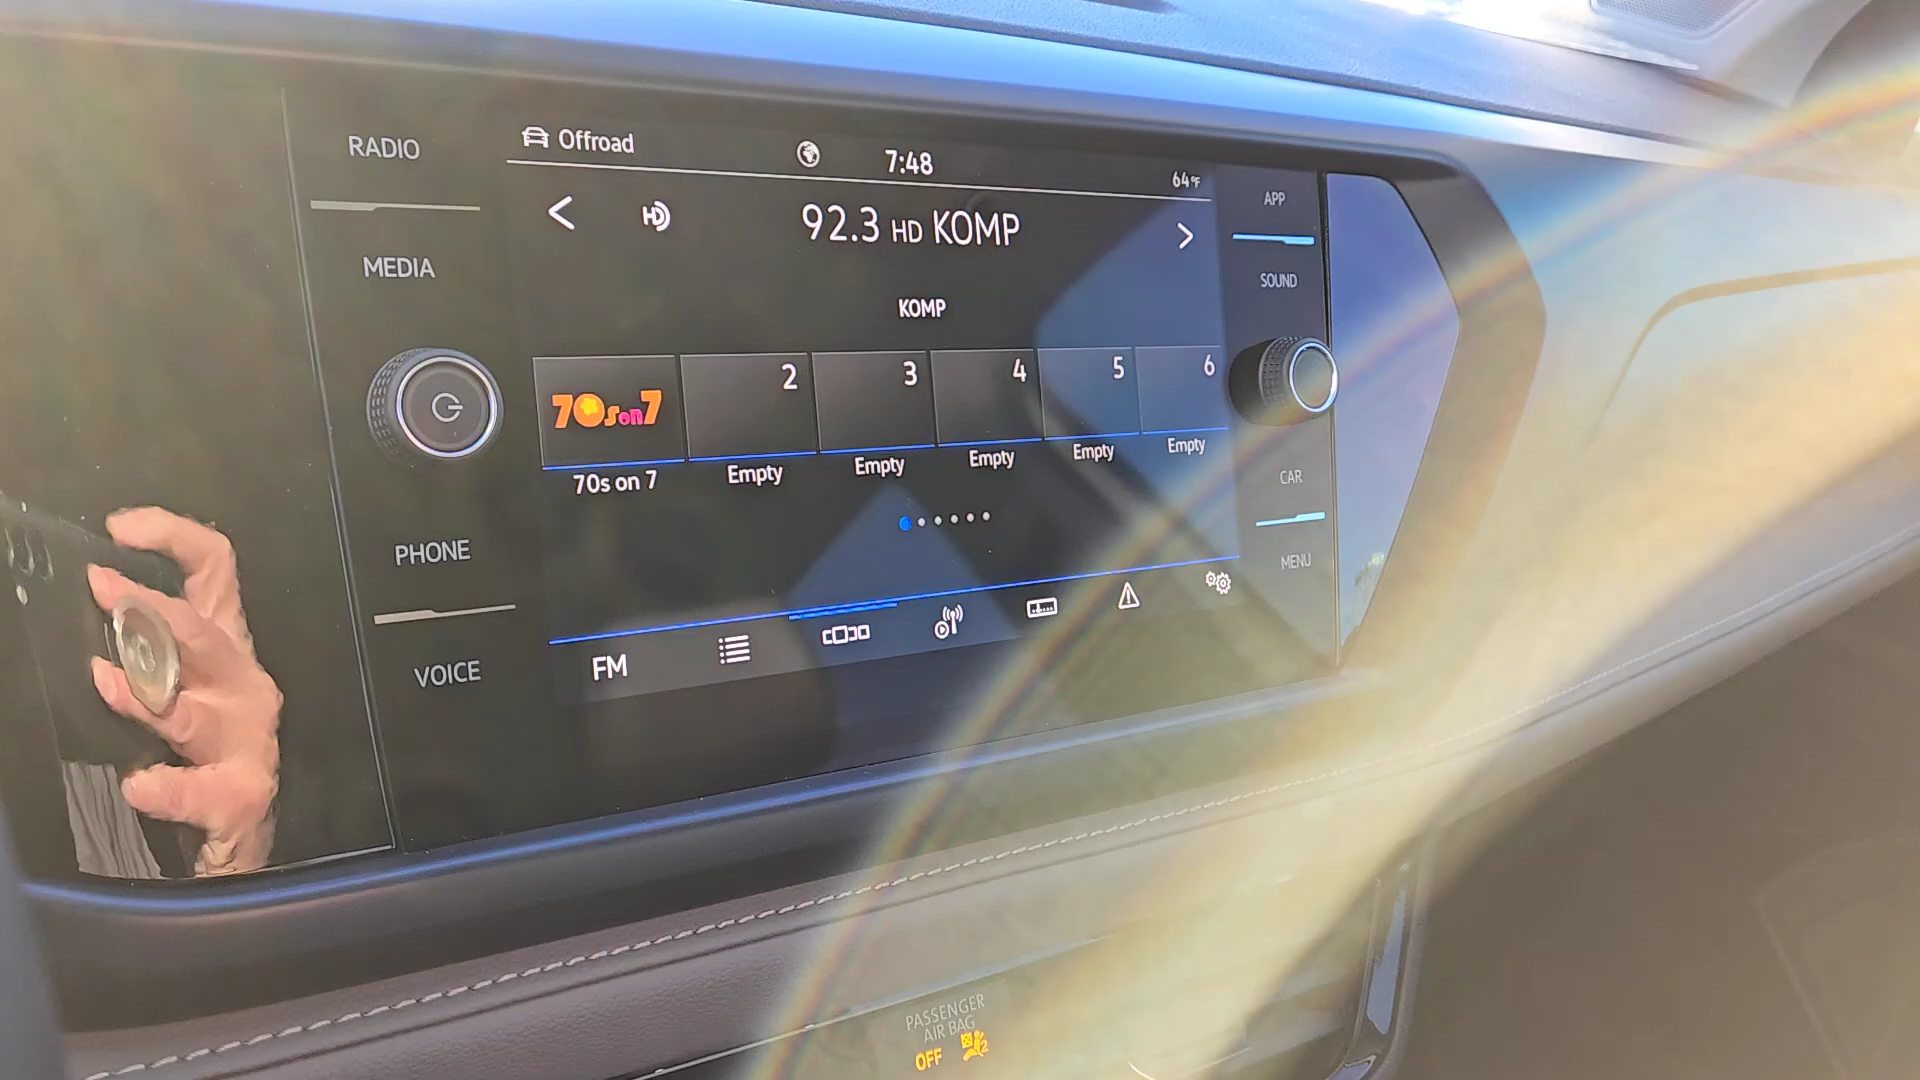 RADIO
MEDIA
PHONE
VOICE
Offroad
7:48
64°F
HD
92.3 HD KOMP
KOMP
70s on 7
2
3
4
5
6
70s on 7
Empty
Empty
Empty
Empty
Empty
FM
APP
SOUND
CAR
MENU
PASSENGER
AIR BAG
OFF
2